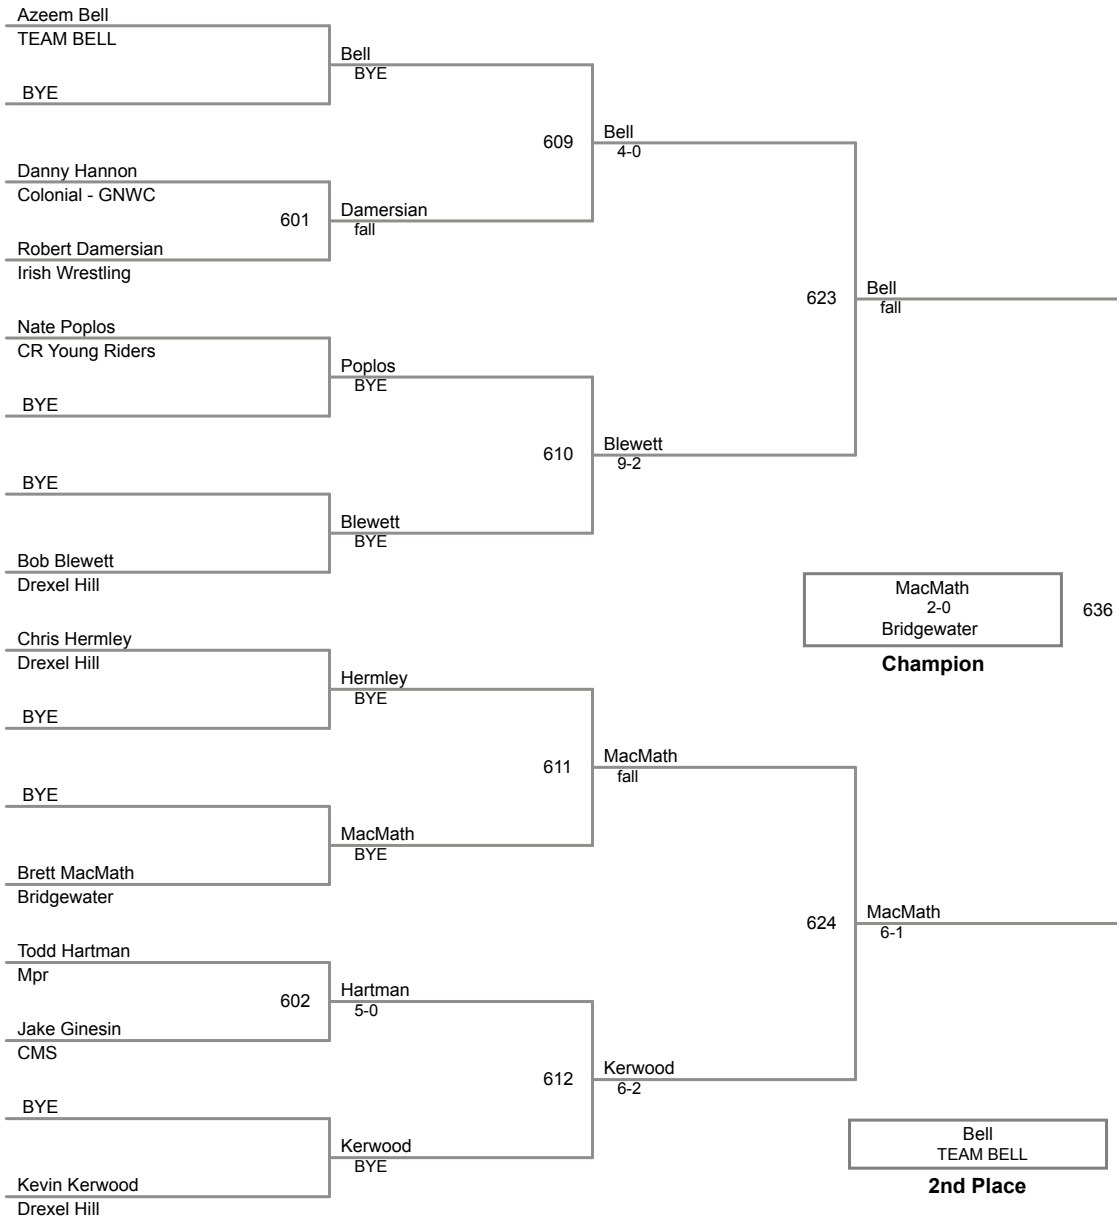 Azeem Bell
TEAM BELL
BYE
Danny Hannon
Colonial - GNWC
601
Robert Damersian
Irish Wrestling
Nate Poplos
CR Young Riders
BYE
BYE
Bob Blewett
Drexel Hill
Chris Hermley
Drexel Hill
BYE
BYE
Brett MacMath
Bridgewater
Todd Hartman
Mpr
602
Jake Ginesin
CMS
BYE
Kevin Kerwood
Drexel Hill
Bell
BYE
609
Damersian
fall
Poplos
BYE
610
Blewett
BYE
Hermley
BYE
611
MacMath
BYE
Hartman
5-0
612
Kerwood
BYE
Bell
4-0
623
Blewett
9-2
MacMath
fall
624
Kerwood
6-2
Bell
fall
MacMath
2-0
Bridgewater
636
Champion
MacMath
6-1
Bell
TEAM BELL
2nd Place